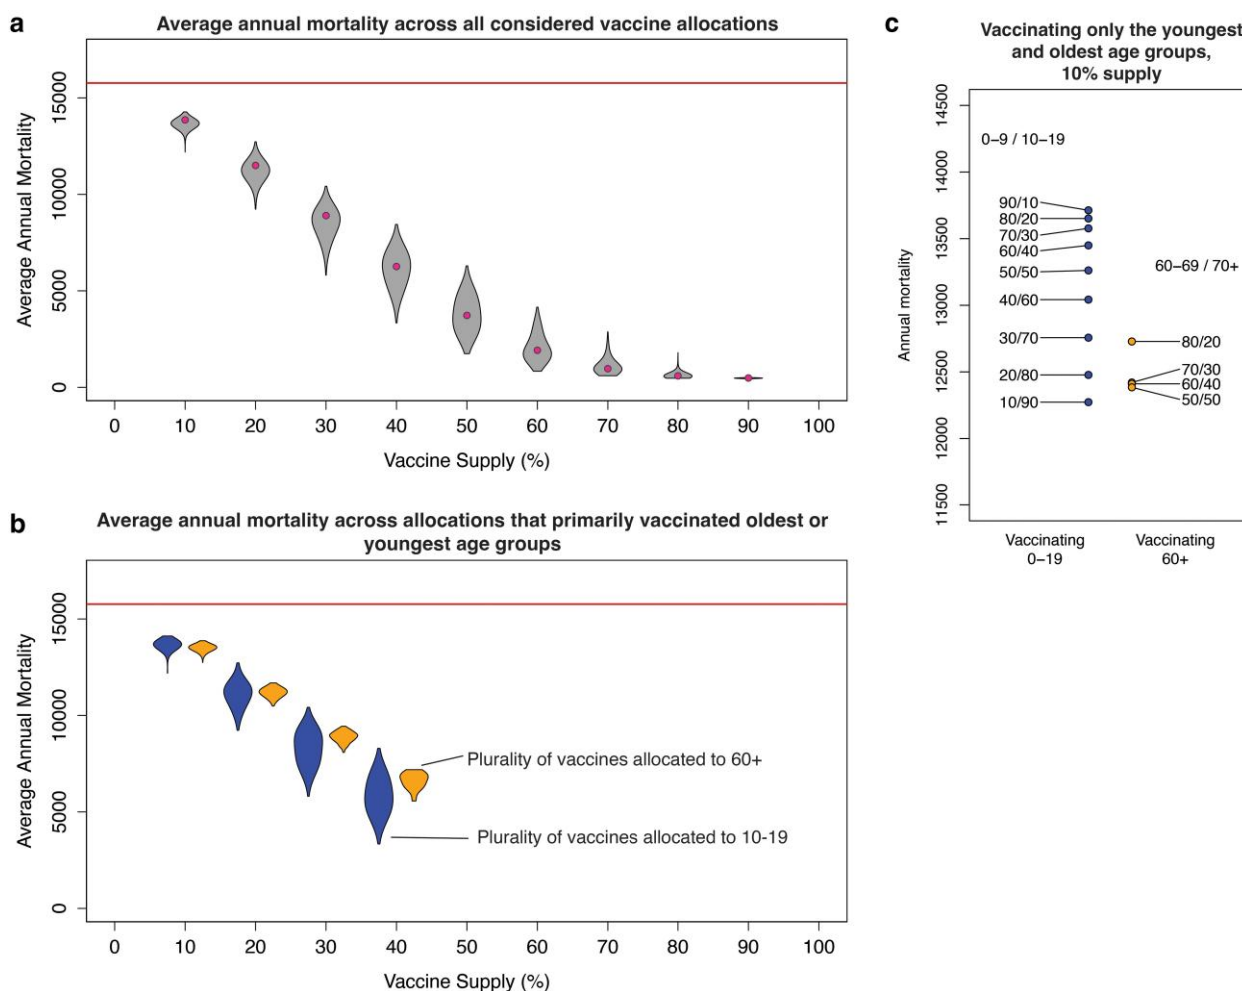 a
Average annual mortality across all considered vaccine allocations
Average Annual Mortality
15000
10000
5000
0
0 10 20 30 40 50 60 70 80 90 100
Vaccine Supply (%)
b
Average annual mortality across allocations that primarily vaccinated oldest or
youngest age groups
Average Annual Mortality
15000
10000
5000
0
Plurality of vaccines allocated to 60+
Plurality of vaccines allocated to 10-19
0 10 20 30 40 50 60 70 80 90 100
Vaccine Supply (%)
c
Vaccinating only the youngest
and oldest age groups,
10% supply
Annual mortality
14500
14000
13500
13000
12500
12000
11500
0–9 / 10–19
90/10
80/20
70/30
60/40
50/50
40/60
30/70
20/80
10/90
60–69 / 70+
80/20
70/30
60/40
50/50
Vaccinating
0–19
Vaccinating
60+